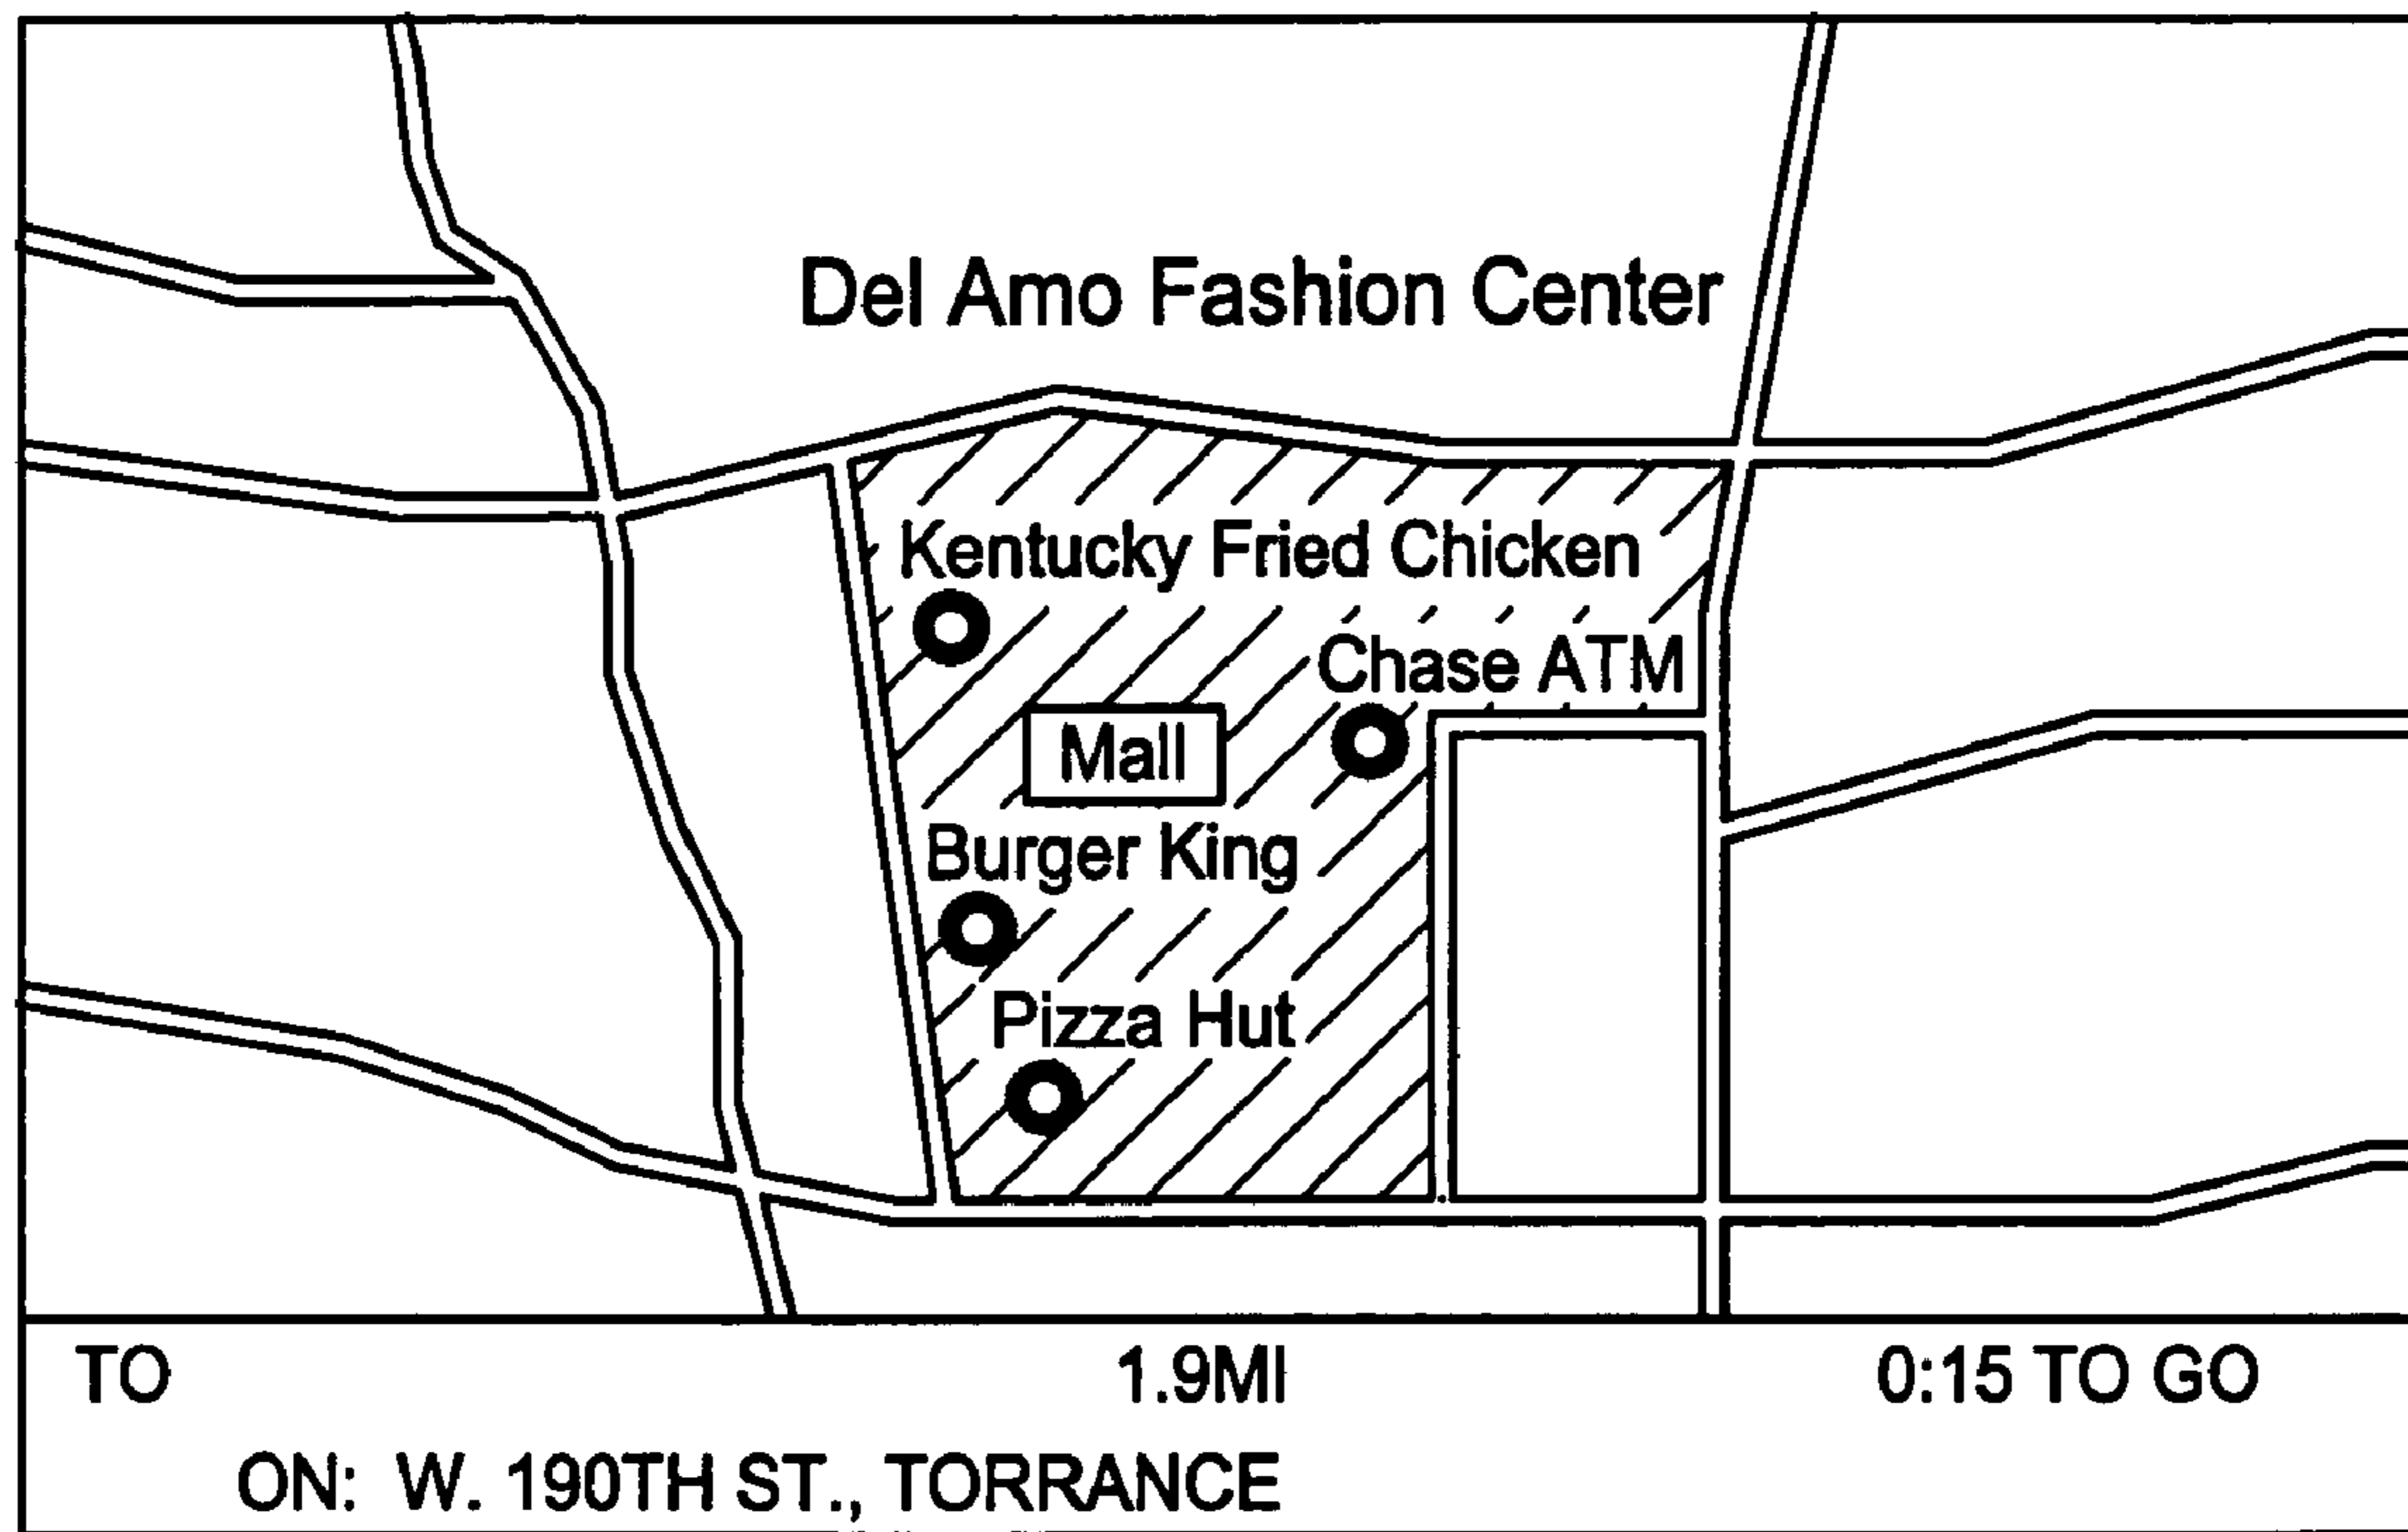 Del Amo Fashion Center
Kentucky Fried Chicken
Chase ATM
Mall
Burger King
Pizza Hut
TO 1.9MI 0:15 TO GO
ON: W. 190TH ST., TORRANCE